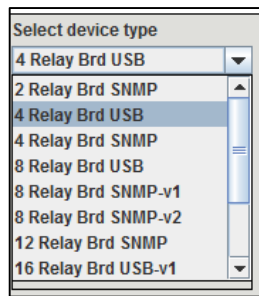 Select device type
4 Relay Brd USB
2 Relay Brd SNMP
4 Relay Brd USB
4 Relay Brd SNMP
8 Relay Brd USB
8 Relay Brd SNMP-v1
8 Relay Brd SNMP-v2
12 Relay Brd SNMP
16 Relay Brd USB-v1